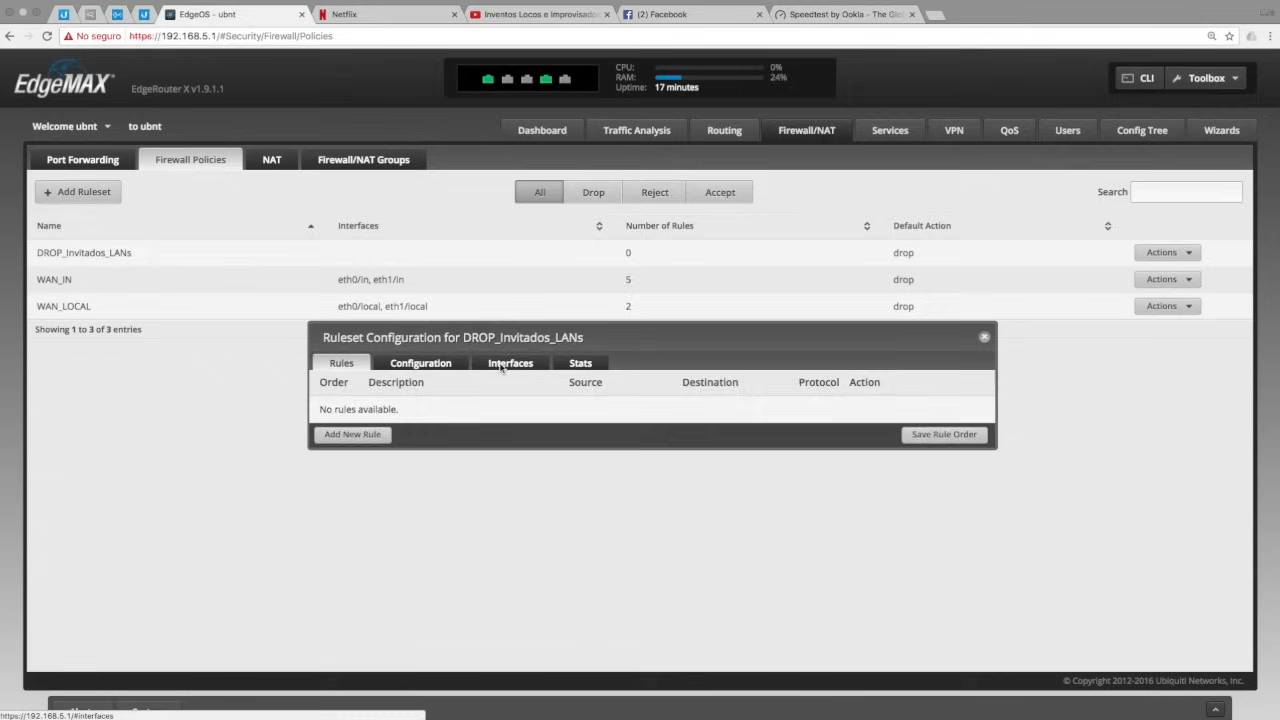 EdgeOS - ubnt
Netflix
Inventos Locos e Improvisado
(2) Facebook
Speedtest by Ookla - The Glo
No seguro
https://192.168.5.1/#Security/Firewall/Policies
EdgeMAX
EdgeRouter X v1.9.1.1
CPU: 0%
RAM: 24%
Uptime: 17 minutes
CLI
Toolbox
Welcome ubnt
to ubnt
Dashboard
Traffic Analysis
Routing
Firewall/NAT
Services
VPN
QoS
Users
Config Tree
Wizards
Port Forwarding
Firewall Policies
NAT
Firewall/NAT Groups
+ Add Ruleset
All
Drop
Reject
Accept
Search
Name Interfaces Number of Rules Default Action
DROP_Invitados_LANs 0 drop Actions
WAN_IN eth0/in, eth1/in 5 drop Actions
WAN_LOCAL eth0/local, eth1/local 2 drop Actions
Showing 1 to 3 of 3 entries
Ruleset Configuration for DROP_Invitados_LANs
Rules
Configuration
Interfaces
Stats
Order Description Source Destination Protocol Action
No rules available.
Add New Rule
Save Rule Order
© Copyright 2012-2016 Ubiquiti Networks, Inc.
https://192.168.5.1/#interfaces